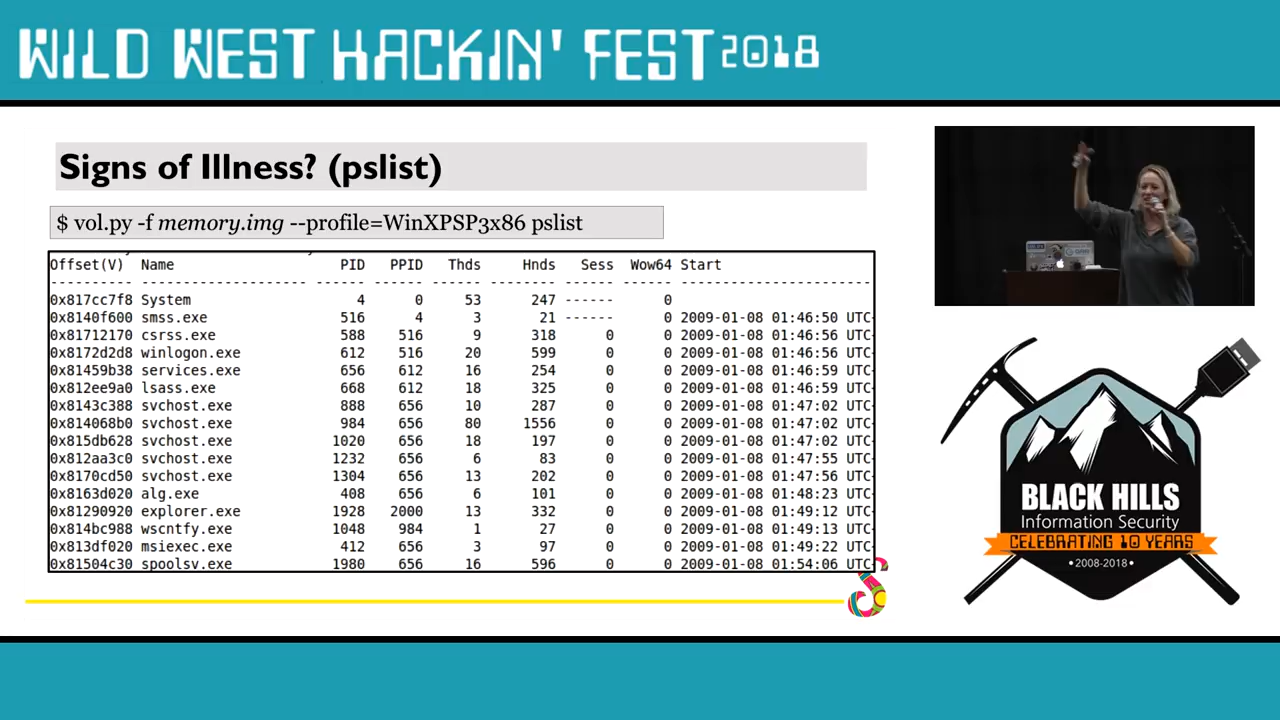 WILD WEST HACKIN' FEST 2018
Signs of Illness? (pslist)
$ vol.py -f memory.img --profile=WinXPSP3x86 pslist
Offset(V) Name PID PPID Thds Hnds Sess Wow64 Start
---------- -------------------- ------ ------ ------ -------- ------ ------ ---------------------
0x817cc7f8 System 4 0 53 247 ------ 0
0x8140f600 smss.exe 516 4 3 21 ------ 0 2009-01-08 01:46:50 UTC
0x81712170 csrss.exe 588 516 9 318 0 0 2009-01-08 01:46:56 UTC
0x8172d2d8 winlogon.exe 612 516 20 599 0 0 2009-01-08 01:46:56 UTC
0x81459b38 services.exe 656 612 16 254 0 0 2009-01-08 01:46:59 UTC
0x812ee9a0 lsass.exe 668 612 18 325 0 0 2009-01-08 01:46:59 UTC
0x8143c388 svchost.exe 888 656 10 287 0 0 2009-01-08 01:47:02 UTC
0x814068b0 svchost.exe 984 656 80 1556 0 0 2009-01-08 01:47:02 UTC
0x815db628 svchost.exe 1020 656 18 197 0 0 2009-01-08 01:47:02 UTC
0x812aa3c0 svchost.exe 1232 656 6 83 0 0 2009-01-08 01:47:55 UTC
0x8170cd50 svchost.exe 1304 656 13 202 0 0 2009-01-08 01:47:56 UTC
0x8163d020 alg.exe 408 656 6 101 0 0 2009-01-08 01:48:23 UTC
0x81290920 explorer.exe 1928 2000 13 332 0 0 2009-01-08 01:49:12 UTC
0x814bc988 wscntfy.exe 1048 984 1 27 0 0 2009-01-08 01:49:13 UTC
0x813df020 msiexec.exe 412 656 3 97 0 0 2009-01-08 01:49:22 UTC
0x81504c30 spoolsv.exe 1980 656 16 596 0 0 2009-01-08 01:54:06 UTC
S
BLACK HILLS
Information Security
CELEBRATING 10 YEARS
•2008-2018•